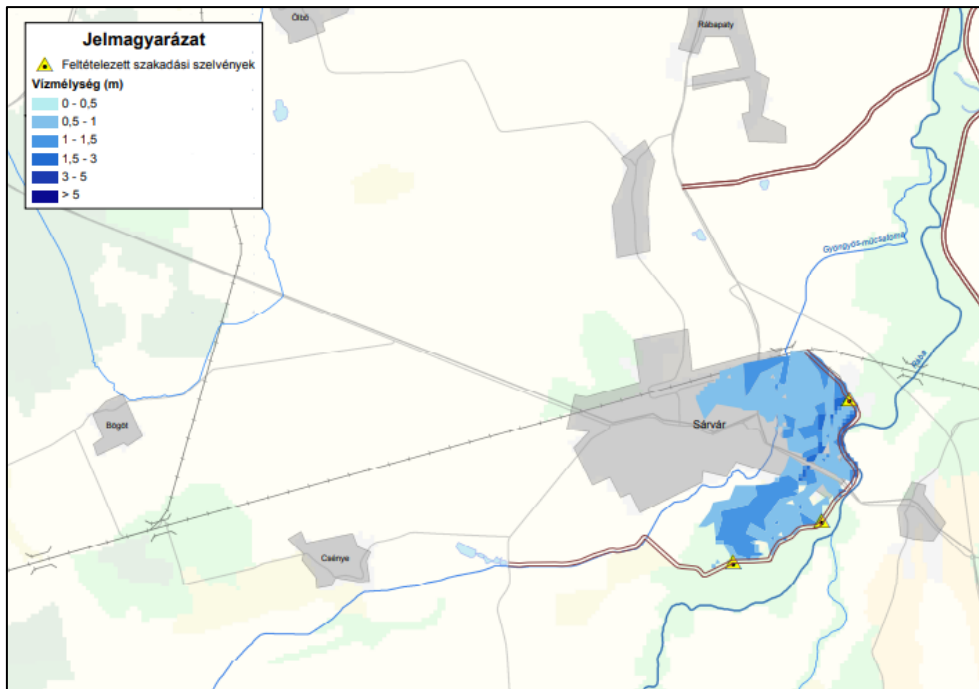 Ölbő
Rábapaty
Jelmagyarázat
Feltételezett szakadási szelvények
Vízmélység (m)
0 - 0,5
0,5 - 1
1 - 1,5
1,5 - 3
3 - 5
> 5
Gyöngyös-műcsatorna
Rába
Bögöt
Sárvár
Csénye